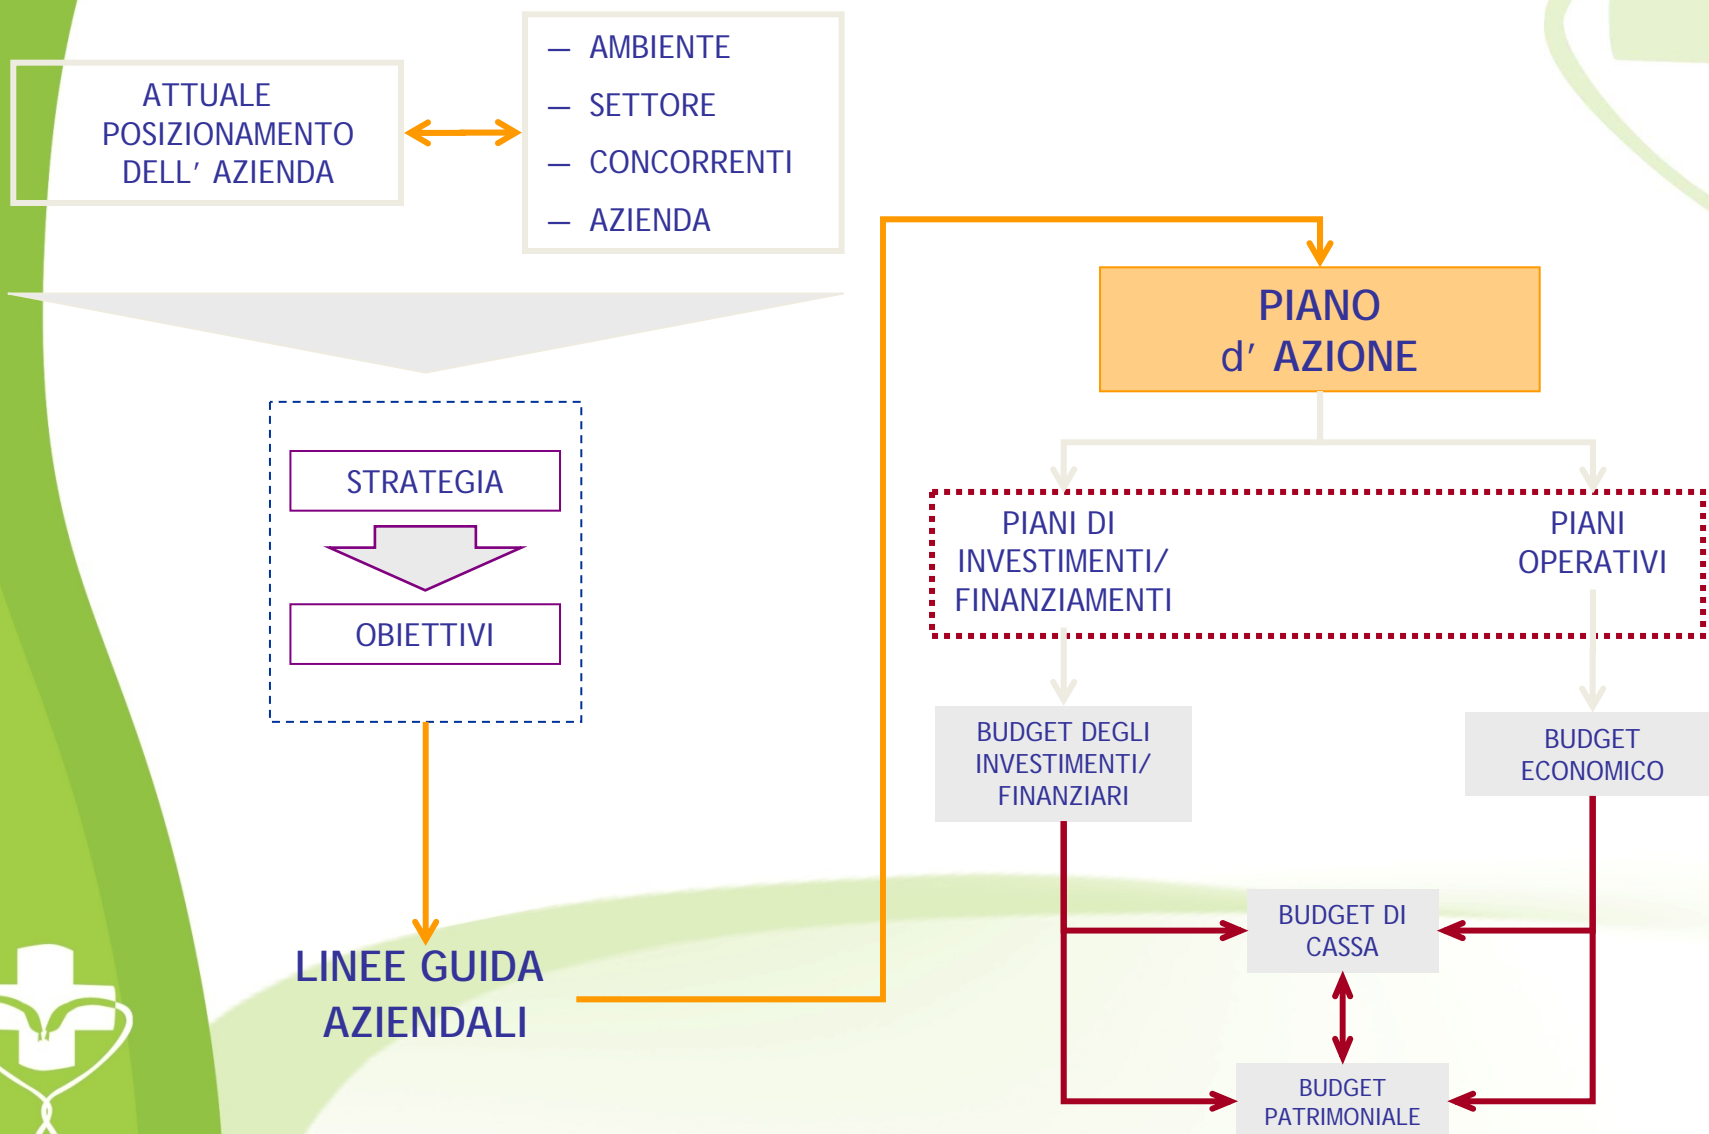 ATTUALE
POSIZIONAMENTO
DELL’ AZIENDA
— AMBIENTE
— SETTORE
— CONCORRENTI
— AZIENDA
STRATEGIA
OBIETTIVI
LINEE GUIDA
AZIENDALI
PIANO
d’ AZIONE
PIANI DI
INVESTIMENTI/
FINANZIAMENTI
PIANI
OPERATIVI
BUDGET DEGLI
INVESTIMENTI/
FINANZIARI
BUDGET
ECONOMICO
BUDGET DI
CASSA
BUDGET
PATRIMONIALE